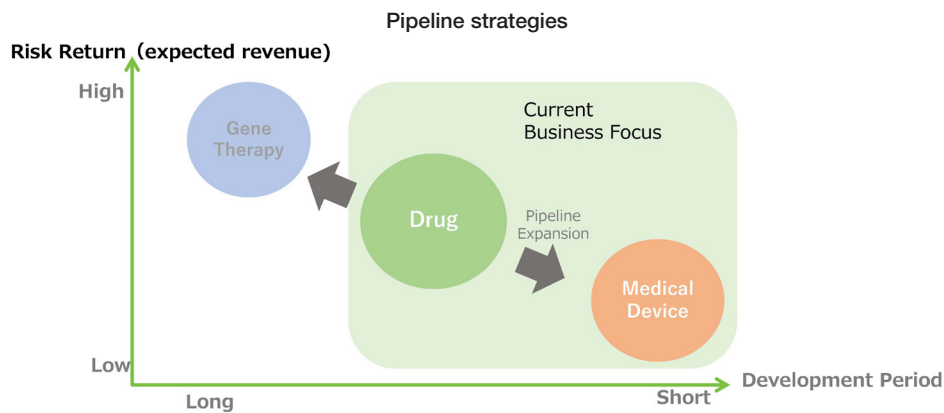 Pipeline strategies
Risk Return（expected revenue)
High
Gene
Therapy
Current
Business Focus
Drug
Pipeline
Expansion
Medical
Device
Low
Long
Short
Development Period